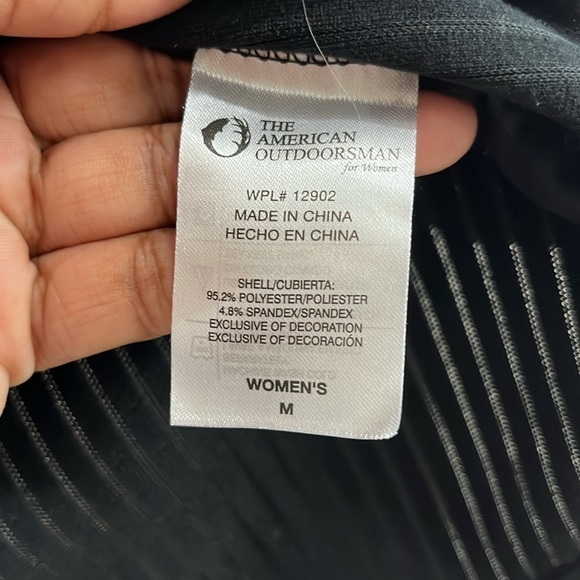 THE
AMERICAN
OUTDOORSMAN
for Women
WPL# 12902
MADE IN CHINA
HECHO EN CHINA
SHELL/CUBIERTA:
95.2% POLYESTER/POLIESTER
4.8% SPANDEX/SPANDEX
EXCLUSIVE OF DECORATION
EXCLUSIVE OF DECORACIÓN
WOMEN'S
M